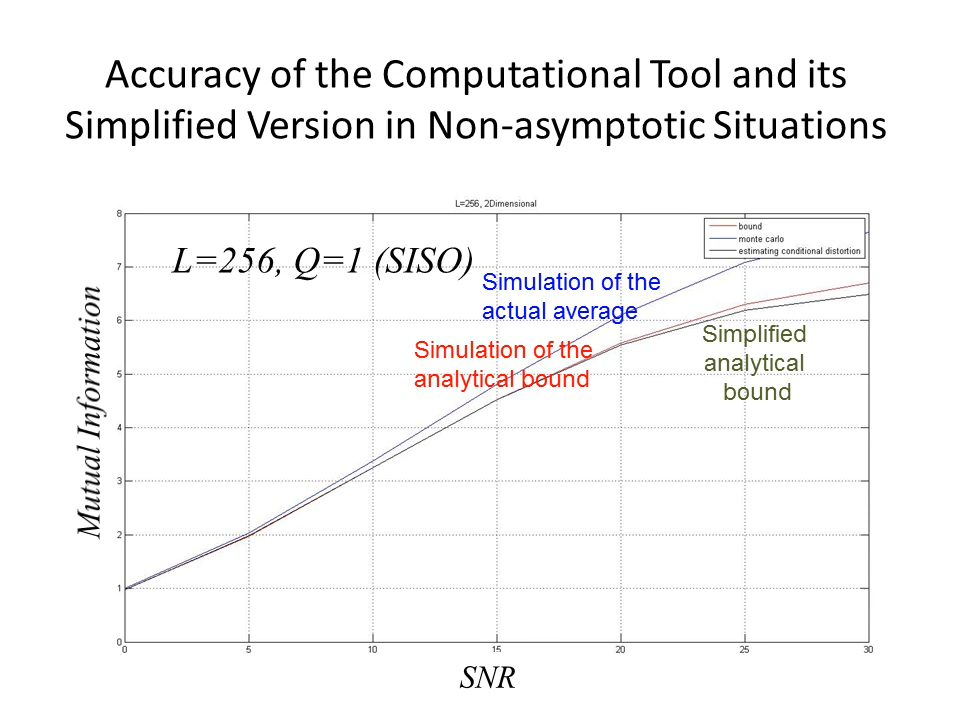 Accuracy of the Computational Tool and its
Simplified Version in Non-asymptotic Situations
L=256, 2Dimensional
bound
monte carlo
estimating conditional distortion
L=256, Q=1 (SISO)
Simulation of the
actual average
Simulation of the
analytical bound
Simplified
analytical
bound
Mutual Information
8
7
6
5
4
3
2
1
0
0 5 10 15 20 25 30
SNR